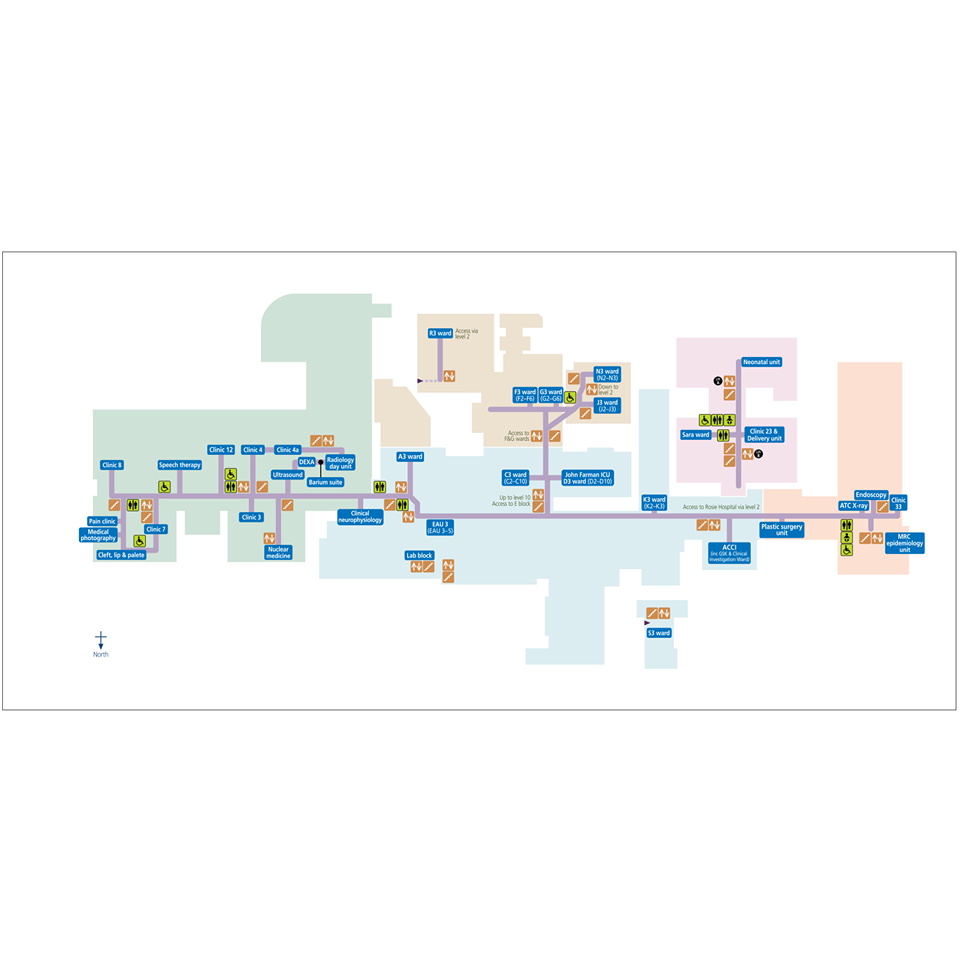 R3 ward
Access via
level 2
Neonatal unit
N3 ward
(N2–N3)
F3 ward
(F2–F6)
G3 ward
(G2–G6)
Down to
level 2
J3 ward
(J2–J3)
Access to
F&G wards
Sara ward
Clinic 23 &
Delivery unit
Clinic 12
Clinic 4
Clinic 4a
A3 ward
Clinic 8
Speech therapy
DEXA
Radiology
day unit
Ultrasound
Barium suite
C3 ward
(C2–C10)
John Farman ICU
D3 ward (D2–D10)
Up to level 10
Access to E block
K3 ward
(K2–K3)
Access to Rosie Hospital via level 2
Endoscopy
ATC X-ray
Clinic
33
Pain clinic
Medical
photography
Clinic 7
Cleft, lip & palete
Clinic 3
Nuclear
medicine
Clinical
neurophysiology
EAU 3
(EAU 3–5)
Lab block
ACCI
(inc GSK & Clinical
Investigation Ward)
Plastic surgery
unit
MRC
epidemiology
unit
S3 ward
North